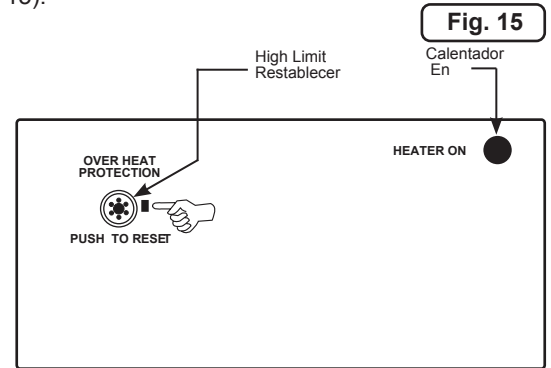 15).
Fig. 15
High Limit
Restablecer
Calentador
En
HEATER ON
OVER HEAT
PROTECTION
PUSH TO RESET